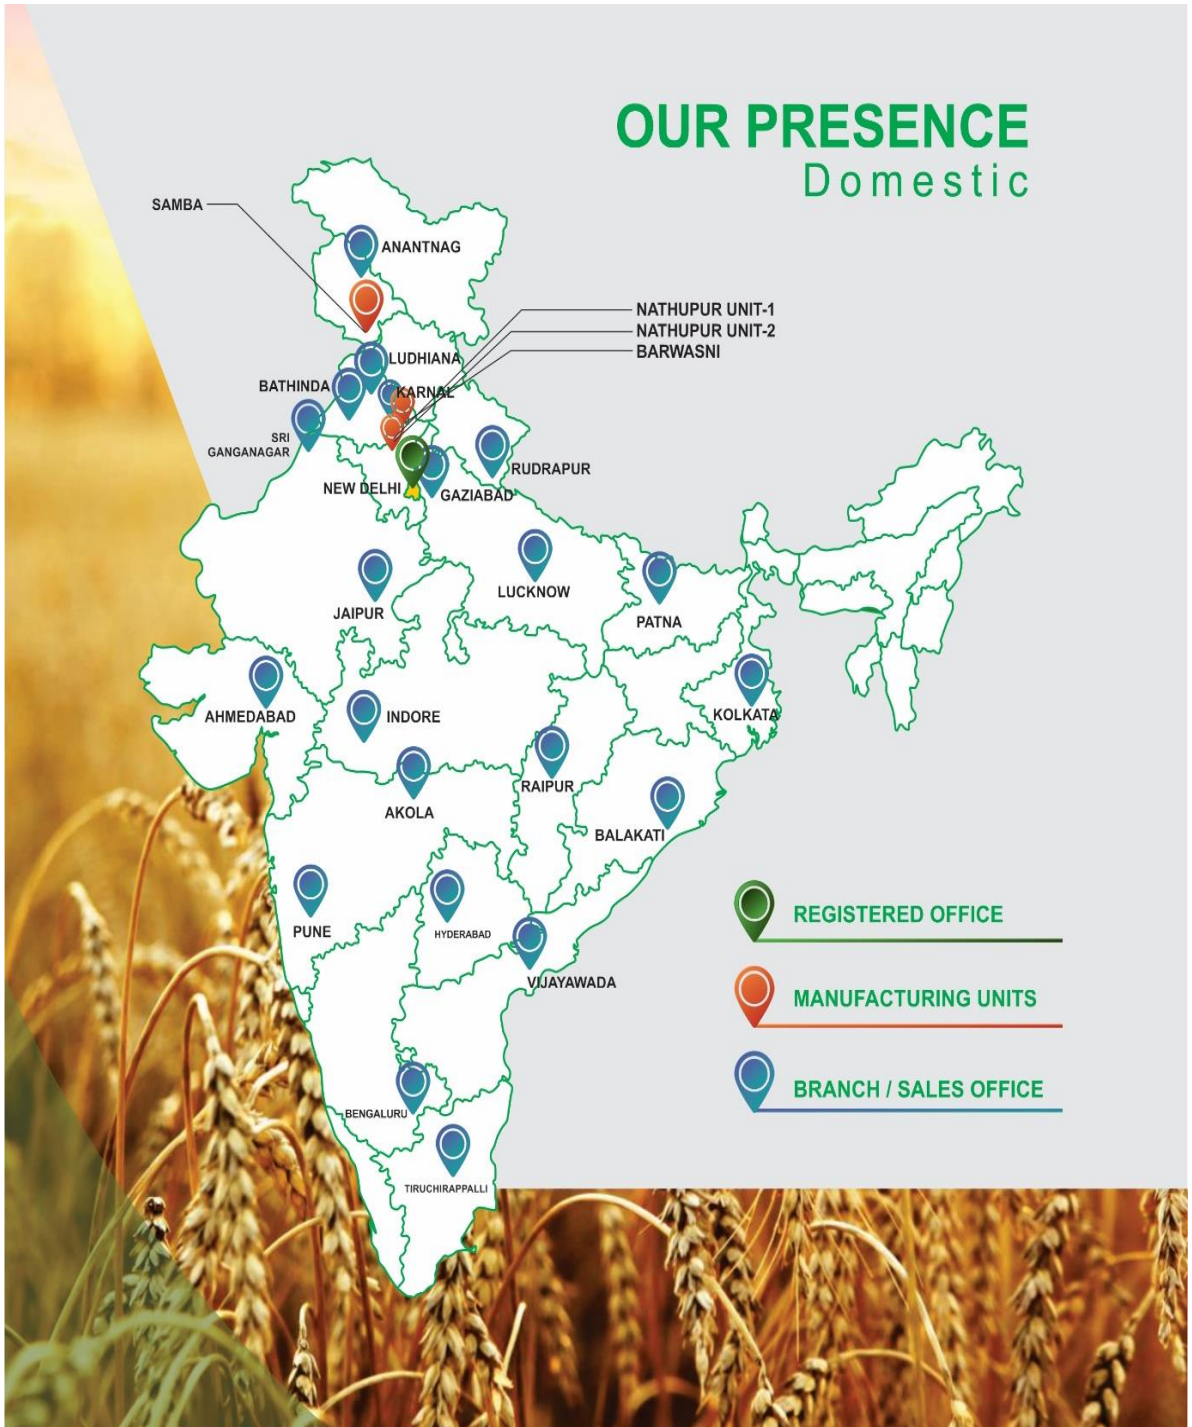 OUR PRESENCE
Domestic
SAMBA
ANANTNAG
NATHUPUR UNIT-1
NATHUPUR UNIT-2
BARWASNI
LUDHIANA
BATHINDA
KARNAL
SRI
GANGANAGAR
RUDRAPUR
NEW DELHI
GAZIABAD
LUCKNOW
JAIPUR
PATNA
AHMEDABAD
INDORE
KOLKATA
RAIPUR
AKOLA
BALAKATI
PUNE
HYDERABAD
VIJAYAWADA
BENGALURU
TIRUCHIRAPPALLI
REGISTERED OFFICE
MANUFACTURING UNITS
BRANCH / SALES OFFICE